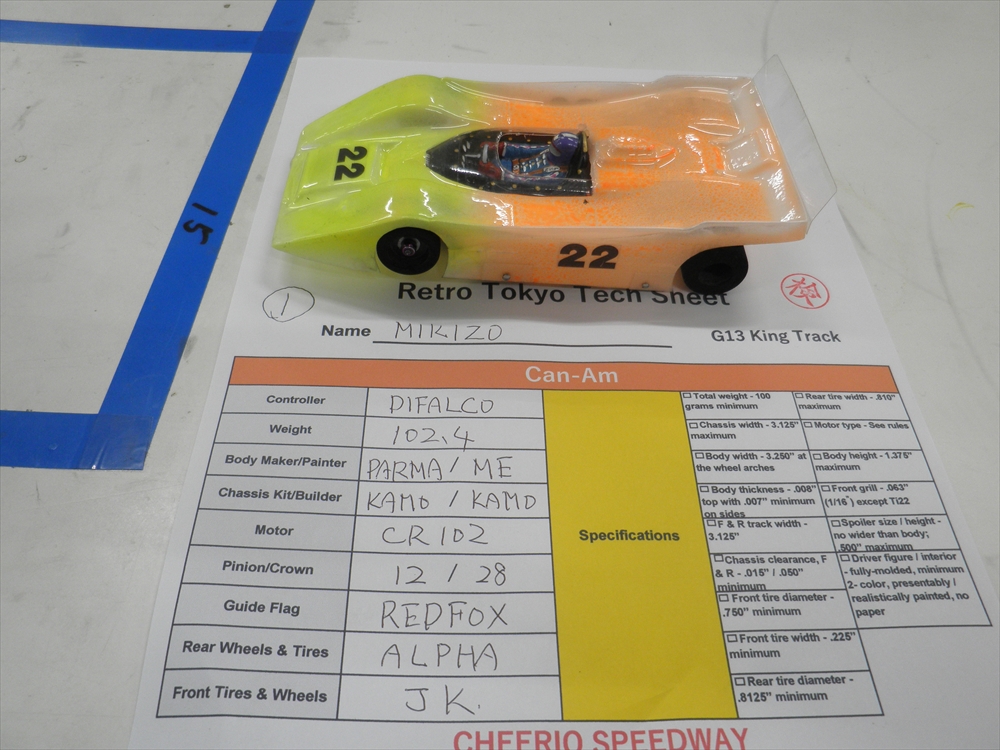 22
15
22
Retro Tokyo Tech Sheet
1
Name MIKIZO
G13 King Track
Can-Am
Controller DIFALCO
Weight 102.4
Body Maker/Painter PARMA / ME
Chassis Kit/Builder KAMO / KAMO
Motor CR102
Pinion/Crown 12 / 28
Guide Flag REDFOX
Rear Wheels & Tires ALPHA
Front Tires & Wheels JK.
Specifications
Total weight - 100
grams minimum
Rear tire width - .810"
maximum
Chassis width - 3.125"
maximum
Motor type - See rules
Body width - 3.250" at
the wheel arches
Body height - 1.375"
maximum
Body thickness - .008"
top with .007" minimum
on sides
Front grill - .063"
(1/16") except Ti22
F & R track width -
3.125"
Spoiler size / height -
no wider than body;
.500" maximum
Chassis clearance, F
& R - .015" / .050"
minimum
Driver figure / interior
- fully-molded, minimum
2- color, presentably /
realistically painted, no
paper
Front tire diameter -
.750" minimum
Front tire width - .225"
minimum
Rear tire diameter -
.8125" minimum
CHEERIO SPEEDWAY